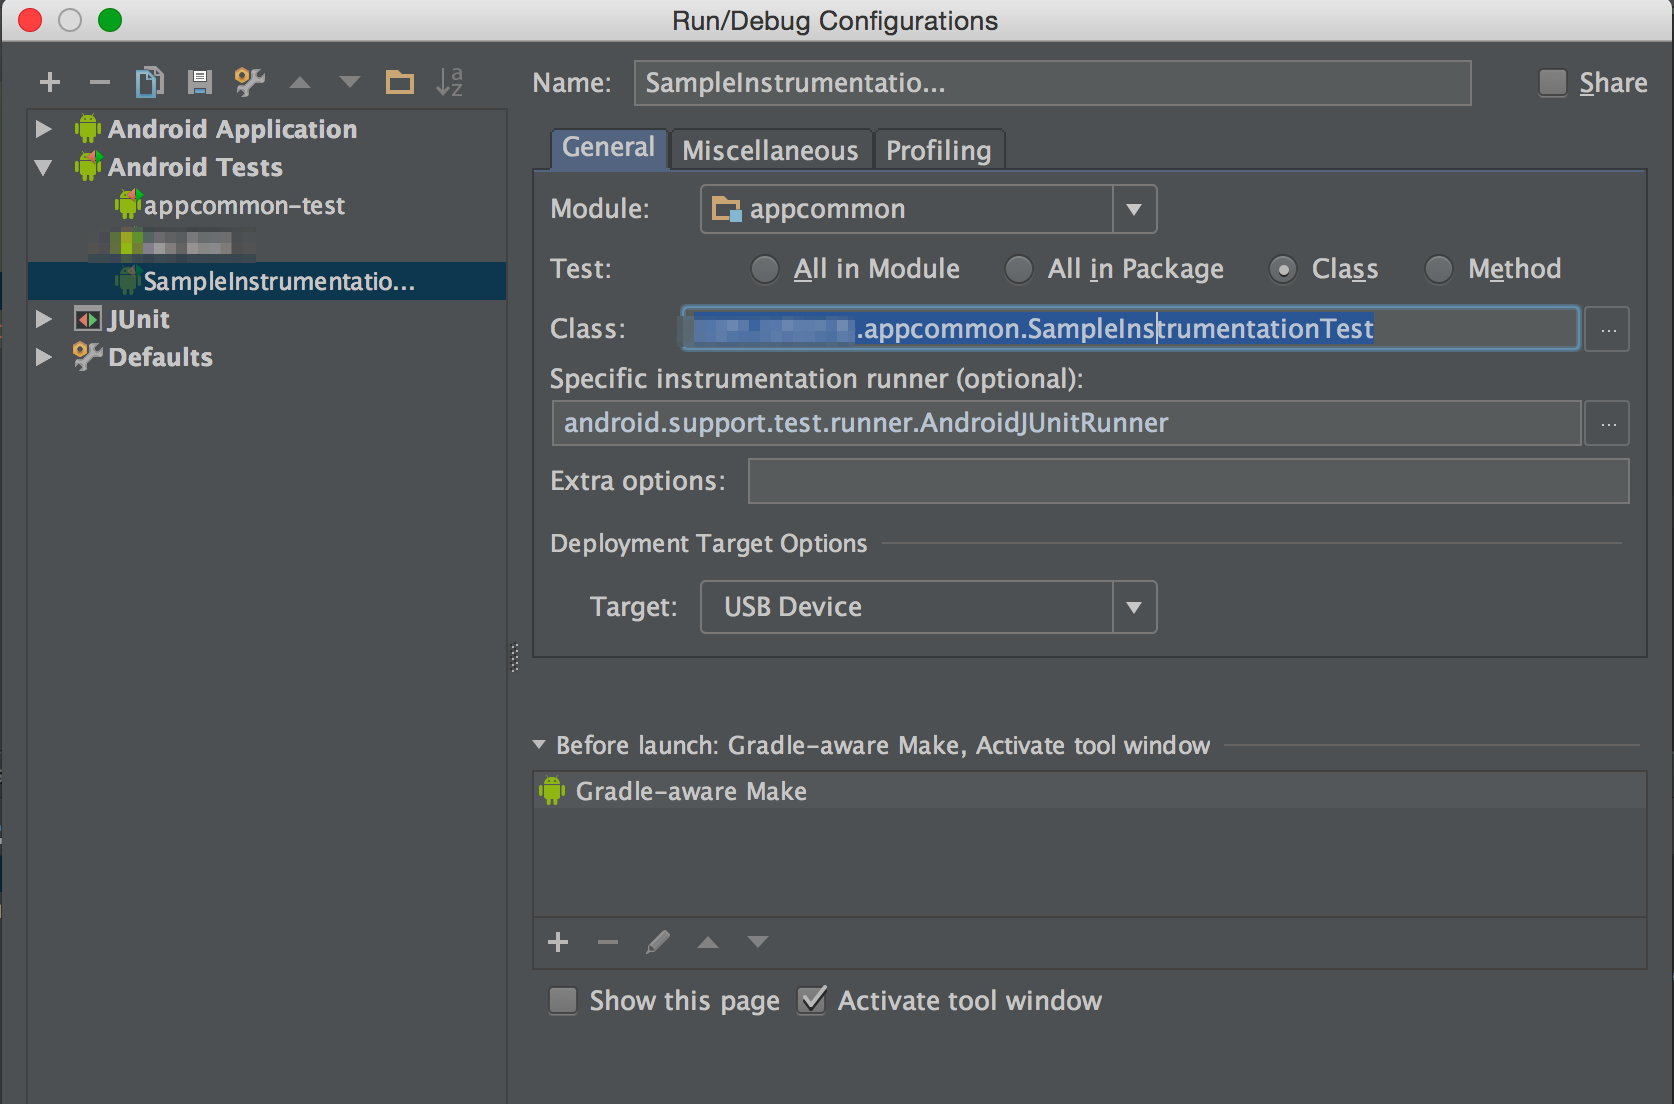 Run/Debug Configurations
Name: SampleInstrumentatio... Share
Android Application
Android Tests
appcommon-test
SampleInstrumentatio...
JUnit
Defaults
General Miscellaneous Profiling
Module: appcommon
Test: All in Module All in Package Class Method
Class: .appcommon.SampleInstrumentationTest ...
Specific instrumentation runner (optional):
android.support.test.runner.AndroidJUnitRunner ...
Extra options:
Deployment Target Options
Target: USB Device
Before launch: Gradle-aware Make, Activate tool window
Gradle-aware Make
Show this page Activate tool window